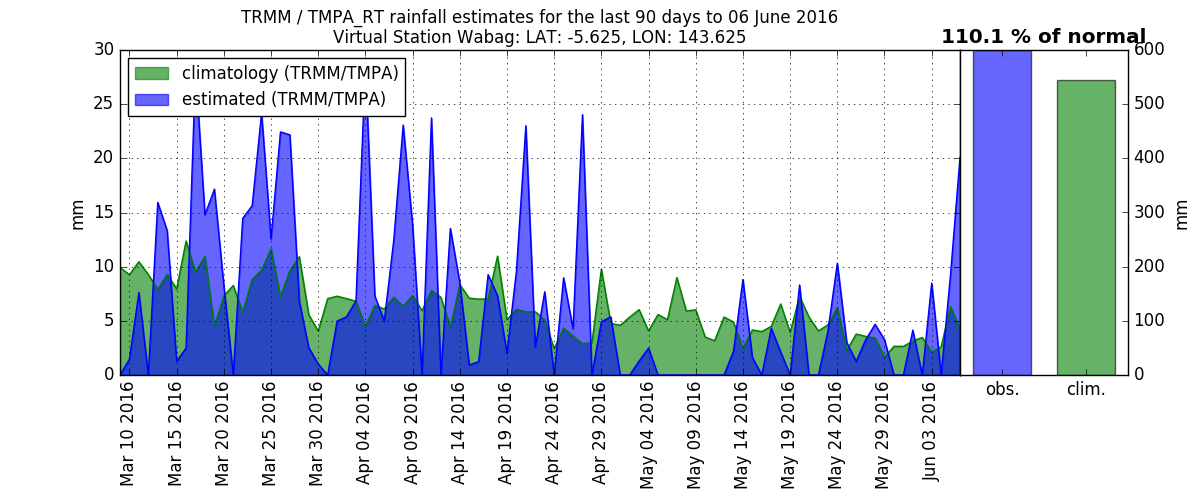 TRMM / TMPA_RT rainfall estimates for the last 90 days to 06 June 2016
Virtual Station Wabag: LAT: -5.625, LON: 143.625
110.1 % of normal
climatology (TRMM/TMPA)
estimated (TRMM/TMPA)
mm
30
25
20
15
10
5
0
Mar 10 2016
Mar 15 2016
Mar 20 2016
Mar 25 2016
Mar 30 2016
Apr 04 2016
Apr 09 2016
Apr 14 2016
Apr 19 2016
Apr 24 2016
Apr 29 2016
May 04 2016
May 09 2016
May 14 2016
May 19 2016
May 24 2016
May 29 2016
Jun 03 2016
obs.
clim.
600
500
400
300
200
100
0
mm